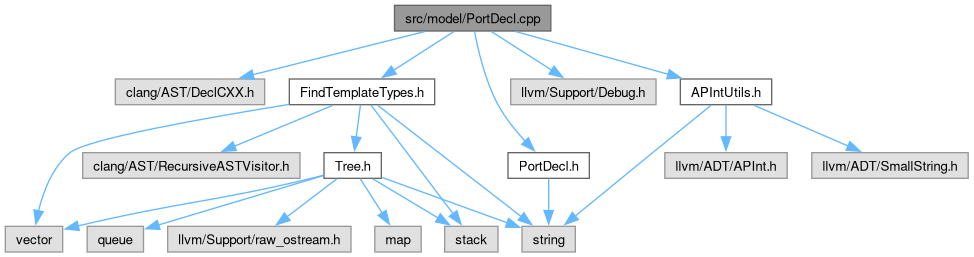 src/model/PortDecl.cpp
clang/AST/DeclCXX.h
FindTemplateTypes.h
llvm/Support/Debug.h
APIntUtils.h
clang/AST/RecursiveASTVisitor.h
Tree.h
PortDecl.h
llvm/ADT/APInt.h
llvm/ADT/SmallString.h
vector
queue
llvm/Support/raw_ostream.h
map
stack
string